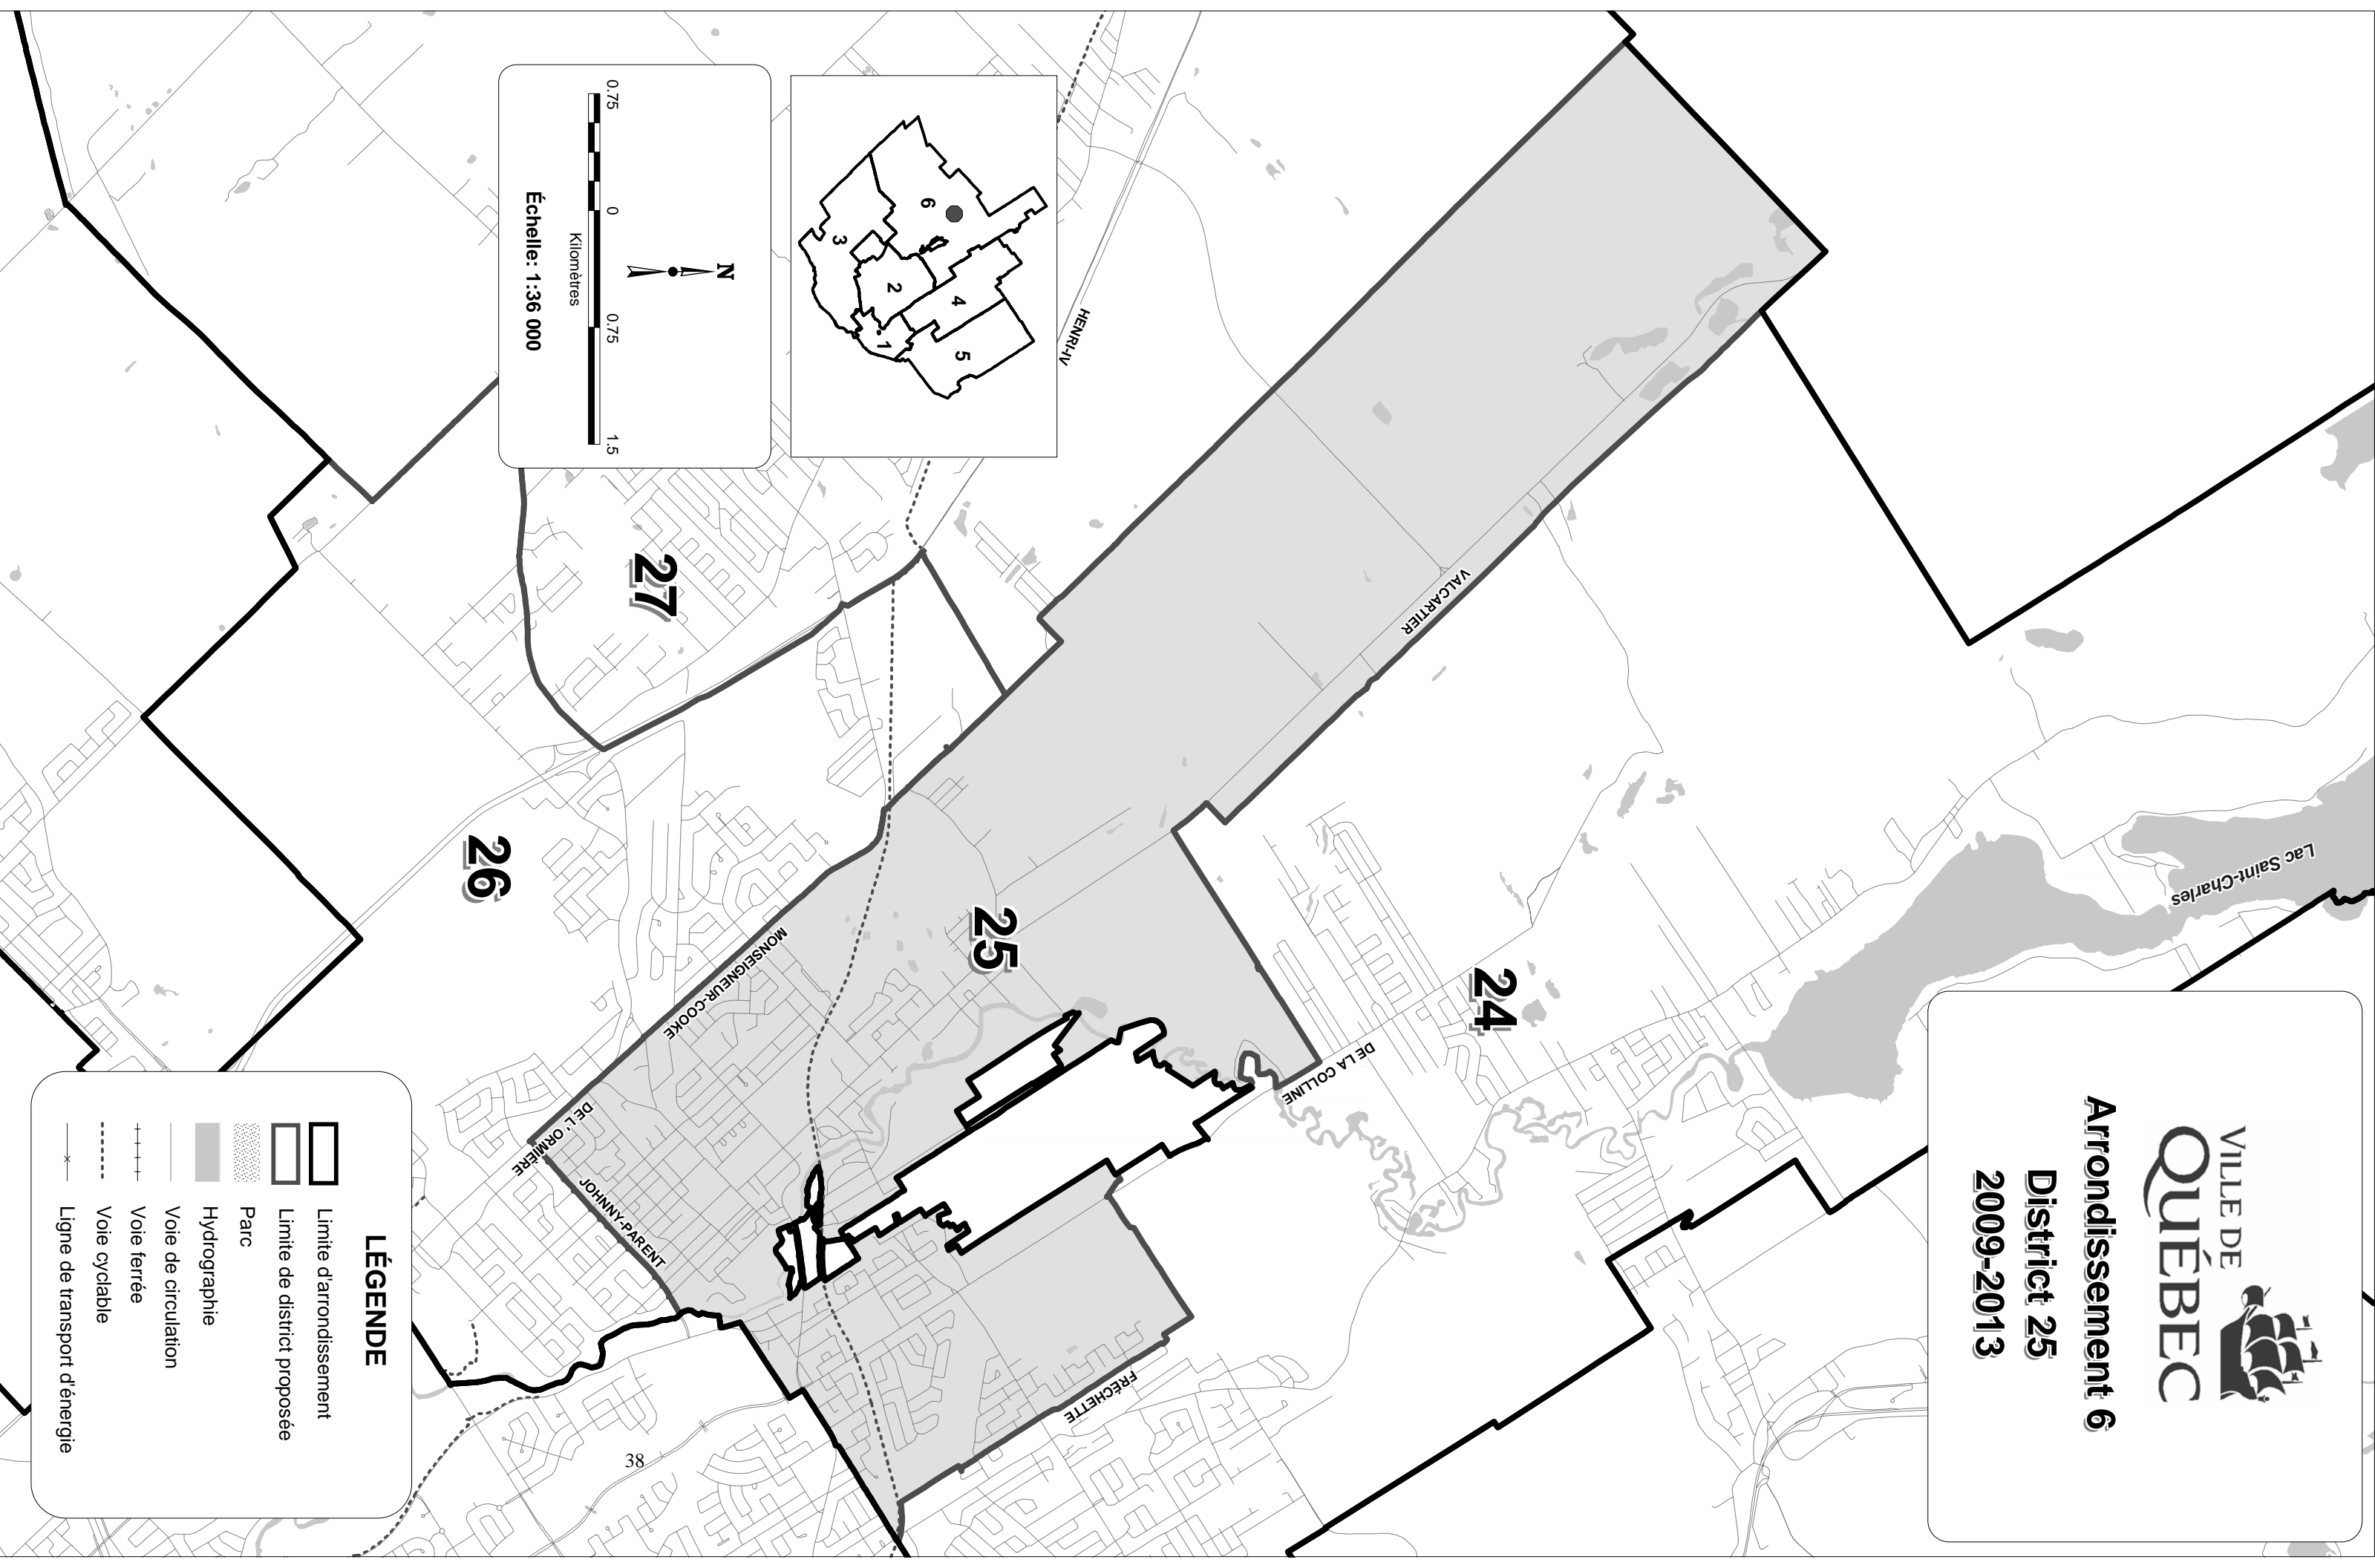 VILLE DE
QUÉBEC
Arrondissement 6
District 25
2009-2013
Lac Saint-Charles
VALCARTIER
24
DE LA COLLINE
HENRI-IV
25
FRÉCHETTE
6
3
2
4
1
5
N
0.75 0 0.75 1.5
Kilomètres
Échelle: 1:36 000
27
MONSEIGNEUR-COOKE
26
DE L' ORMIÈRE
JOHNNY-PARENT
LÉGENDE
Limite d'arrondissement
Limite de district proposée
Parc
Hydrographie
Voie de circulation
Voie ferrée
Voie cyclable
Ligne de transport d'énergie
38